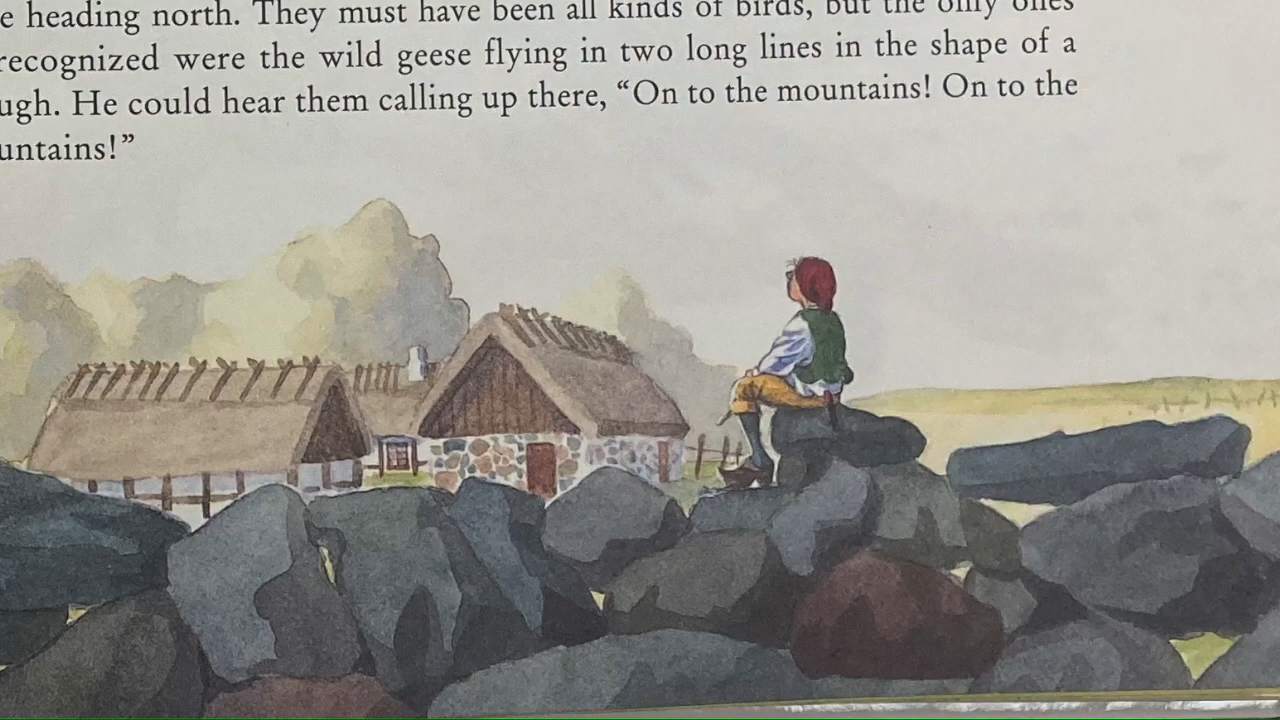 e heading north. They must have been all kinds of birds, but the only ones
recognized were the wild geese flying in two long lines in the shape of a
ugh. He could hear them calling up there, “On to the mountains! On to the
untains!”